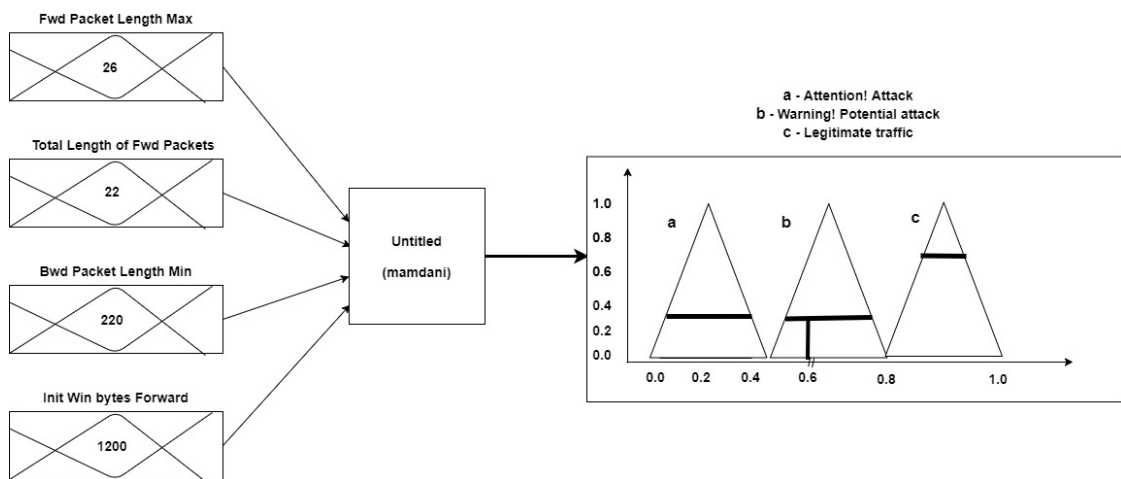 Fwd Packet Length Max
26
Total Length of Fwd Packets
22
Bwd Packet Length Min
220
Init Win bytes Forward
1200
Untitled
(mamdani)
a - Attention! Attack
b - Warning! Potential attack
c - Legitimate traffic
a
b
c
1.0
0.8
0.6
0.4
0.2
0.0
0.0 0.2 0.4 0.6 0.8 1.0